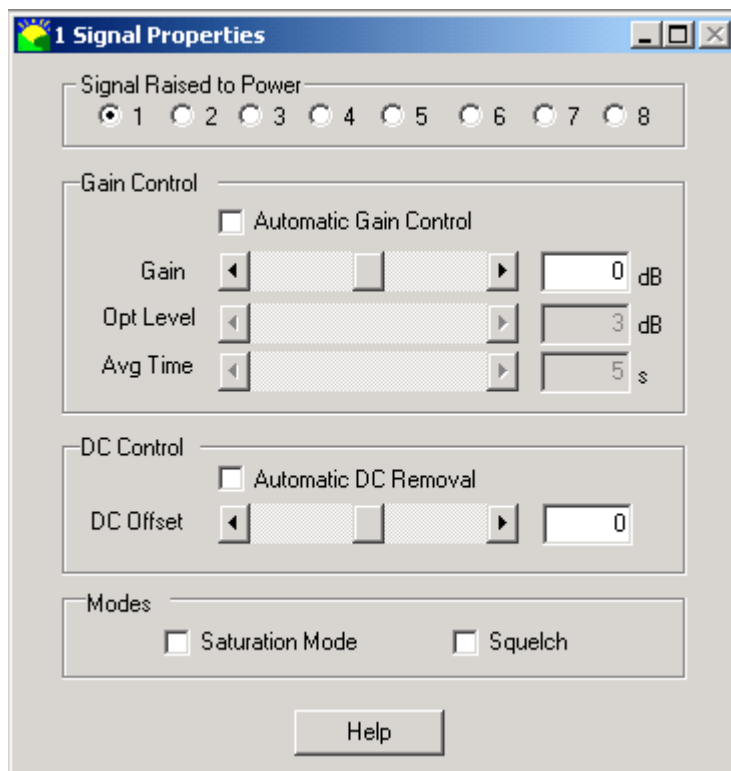 1 Signal Properties
Signal Raised to Power
1 2 3 4 5 6 7 8
Gain Control
Automatic Gain Control
Gain 0 dB
Opt Level 3 dB
Avg Time 5 s
DC Control
Automatic DC Removal
DC Offset 0
Modes
Saturation Mode Squelch
Help